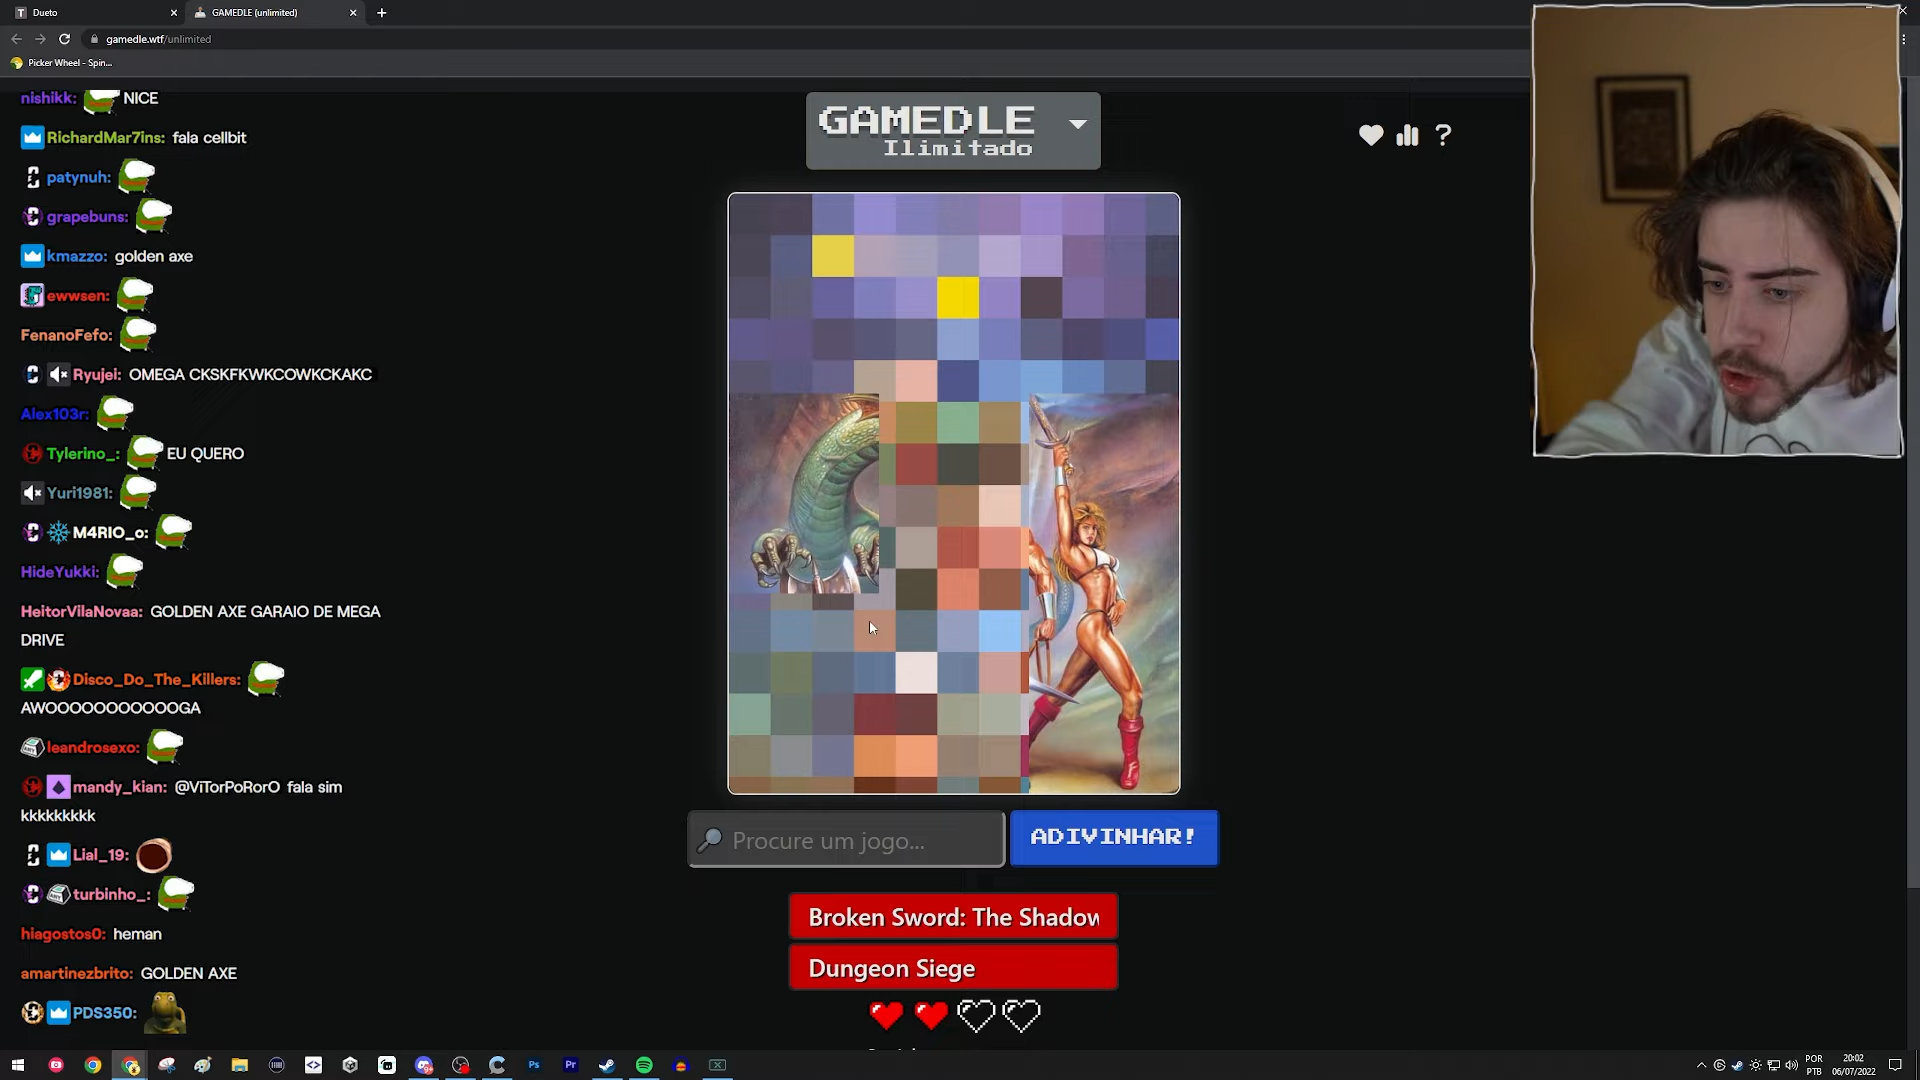 Dueto
GAMEDLE (unlimited)
gamedle.wtf/unlimited
Picker Wheel - Spin...
nishikk: NICE
RichardMar7ins: fala cellbit
patynuh:
grapebuns:
kmazzo: golden axe
ewwsen:
FenanoFefo:
Ryujei: OMEGA CKSKFKWKCOWKCKAKC
Alex103r:
Tylerino_: EU QUERO
Yuri1981:
M4RIO_o:
HideYukki:
HeitorVilaNovaa: GOLDEN AXE GARAIO DE MEGA
DRIVE
Disco_Do_The_Killers:
AWOOOOOOOOOOOGA
leandrosexo:
mandy_kian: @ViTorPoRorO fala sim
kkkkkkkkk
Lial_19:
turbinho_:
hiagostos0: heman
amartinezbrito: GOLDEN AXE
PDS350:
GAMEDLE
Ilimitado
?
Procure um jogo...
ADIVINHAR!
Broken Sword: The Shadow
Dungeon Siege
Ps
Pr
POR
PTB
20:02
06/07/2022